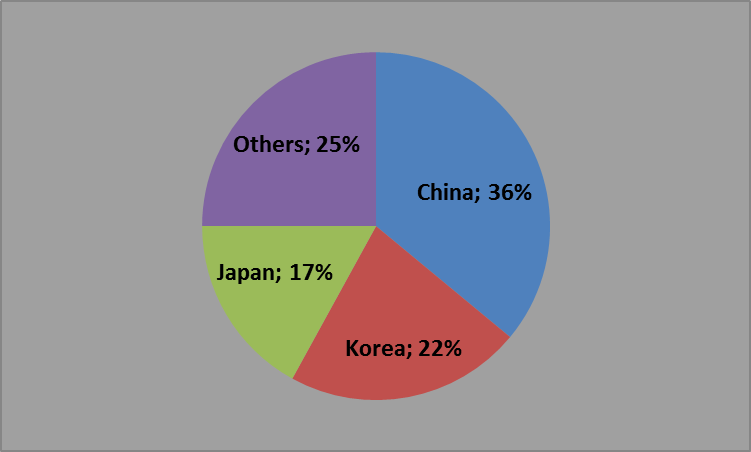 Others; 25%
China; 36%
Japan; 17%
Korea; 22%